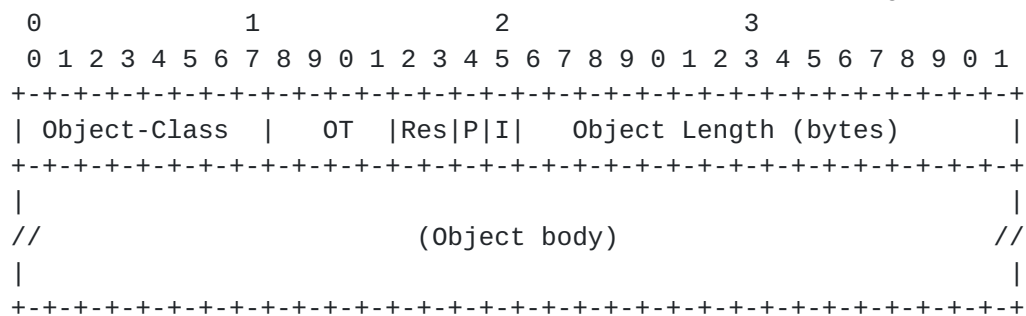 0                   1                   2                   3
0 1 2 3 4 5 6 7 8 9 0 1 2 3 4 5 6 7 8 9 0 1 2 3 4 5 6 7 8 9 0 1
+-+-+-+-+-+-+-+-+-+-+-+-+-+-+-+-+-+-+-+-+-+-+-+-+-+-+-+-+-+-+-+-+
| Object-Class  |   OT  |Res|P|I|   Object Length (bytes)       |
+-+-+-+-+-+-+-+-+-+-+-+-+-+-+-+-+-+-+-+-+-+-+-+-+-+-+-+-+-+-+-+-+
|                                                               |
//                        (Object body)                        //
|                                                               |
+-+-+-+-+-+-+-+-+-+-+-+-+-+-+-+-+-+-+-+-+-+-+-+-+-+-+-+-+-+-+-+-+